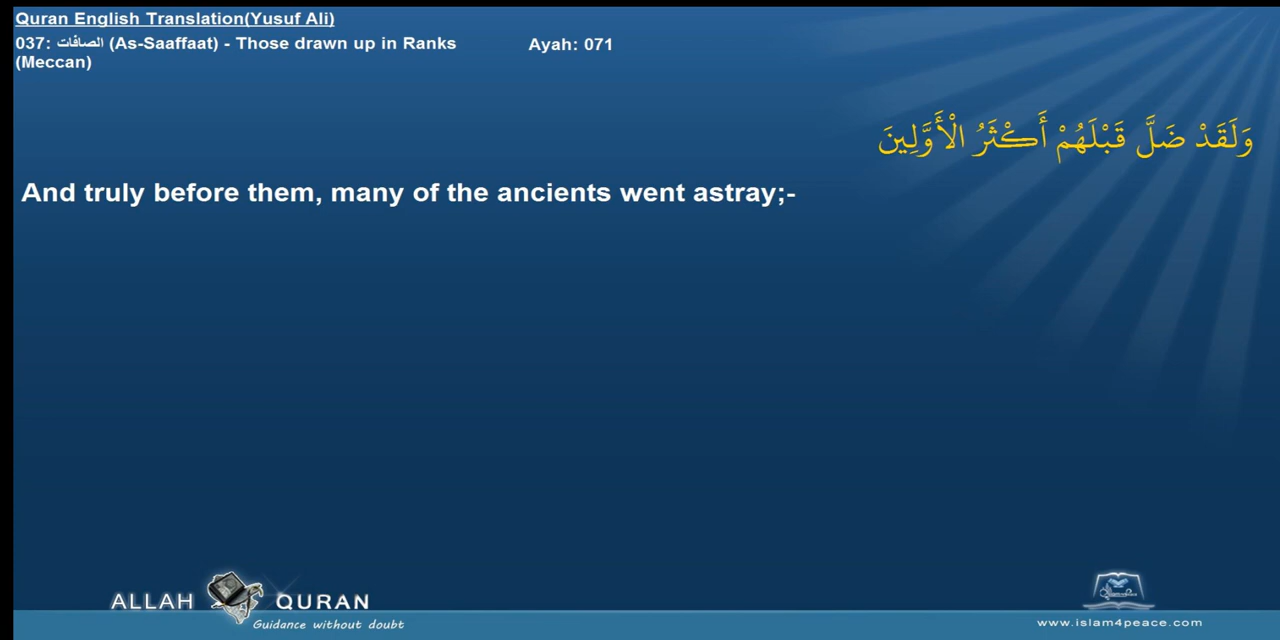 Quran English Translation(Yusuf Ali)
037: الصافات (As-Saaffaat) - Those drawn up in Ranks
(Meccan)
Ayah: 071
وَلَقَدْ ضَلَّ قَبْلَهُمْ أَكْثَرُ الْأَوَّلِينَ
And truly before them, many of the ancients went astray;-
ALLAH QURAN
Guidance without doubt
www.islam4peace.com